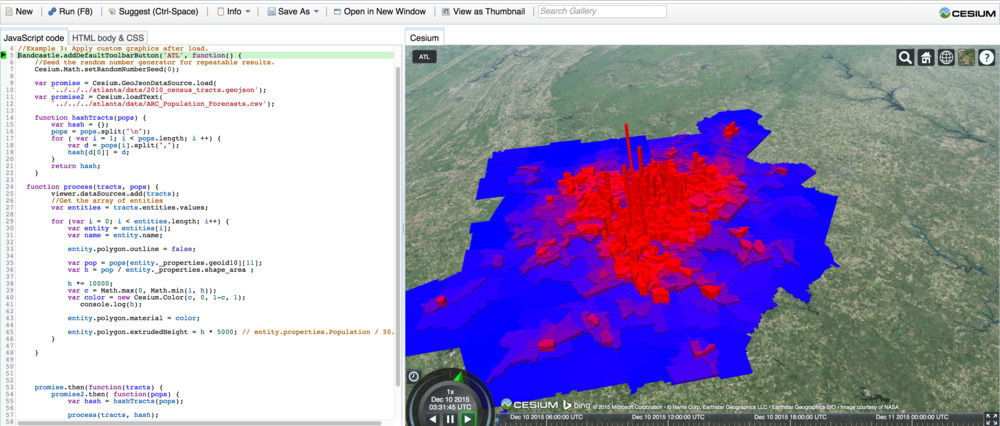 New Run (F8) Suggest (Ctrl-Space) Info Save As Open in New Window View as Thumbnail Search Gallery CESIUM
JavaScript code HTML body & CSS
Cesium
4 //Example 3: Apply custom graphics after load.
5 Sandcastle.addDefaultToolbarButton('ATL', function() {
6 //Seed the random number generator for repeatable results.
7 Cesium.Math.setRandomNumberSeed(0);
8
9 var promise = Cesium.GeoJsonDataSource.load(
10 '../../../atlanta/data/2010_census_tracts.geojson');
11 var promise2 = Cesium.loadText(
12 '../../../atlanta/data/ARC_Population_Forecasts.csv');
13
14 function hashTracts(pops) {
15 var hash = {};
16 pops = pops.split("\n");
17 for ( var i = 1; i < pops.length; i ++) {
18 var d = pops[i].split(",");
19 hash[d[0]] = d;
20 }
21 return hash;
22 }
23
24 function process(tracts, pops) {
25 viewer.dataSources.add(tracts);
26 //Get the array of entities
27 var entities = tracts.entities.values;
28
29 for (var i = 0; i < entities.length; i++) {
30 var entity = entities[i];
31 var name = entity.name;
32
33 entity.polygon.outline = false;
34
35 var pop = pops[entity._properties.geoid10][11];
36 var h = pop / entity._properties.shape_area ;
37
38 h *= 10000;
39 var c = Math.max(0, Math.min(1, h));
40 var color = new Cesium.Color(c, 0, 1-c, 1);
41 console.log(h);
42
43 entity.polygon.material = color;
44
45 entity.polygon.extrudedHeight = h * 5000; // entity.properties.Population / 50.
46 }
47
48 }
49
50
51
52
53 promise.then(function(tracts) {
54 promise2.then( function(pops) {
55 var hash = hashTracts(pops);
56
57 process(tracts, hash);
58
ATL
?
1x
Dec 10 2015
03:31:45 UTC
CESIUM bing © 2015 Microsoft Corporation • © Harris Corp, Earthstar Geographics LLC • Earthstar Geographics SIO • Image courtesy of NASA
Dec 10 2015 06:00:00 UTC Dec 10 2015 12:00:00 UTC Dec 10 2015 18:00:00 UTC Dec 11 2015 00:00:00 UTC